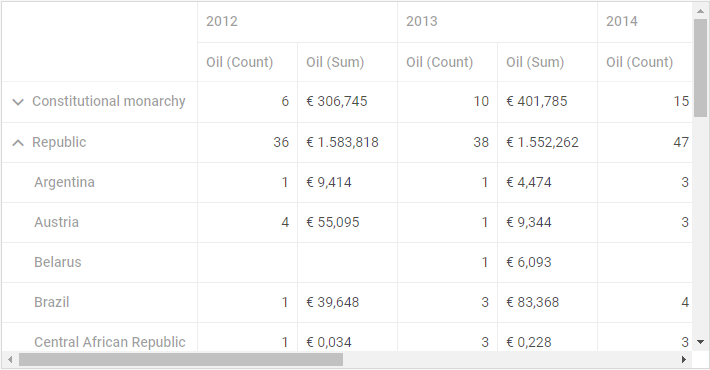 2012 2013 2014
Oil (Count) Oil (Sum) Oil (Count) Oil (Sum) Oil (Count)
Constitutional monarchy 6 € 306,745 10 € 401,785 15
Republic 36 € 1.583,818 38 € 1.552,262 47
Argentina 1 € 9,414 1 € 4,474 3
Austria 4 € 55,095 1 € 9,344 3
Belarus 1 € 6,093
Brazil 1 € 39,648 3 € 83,368 4
Central African Republic 1 € 0,034 3 € 0,228 3